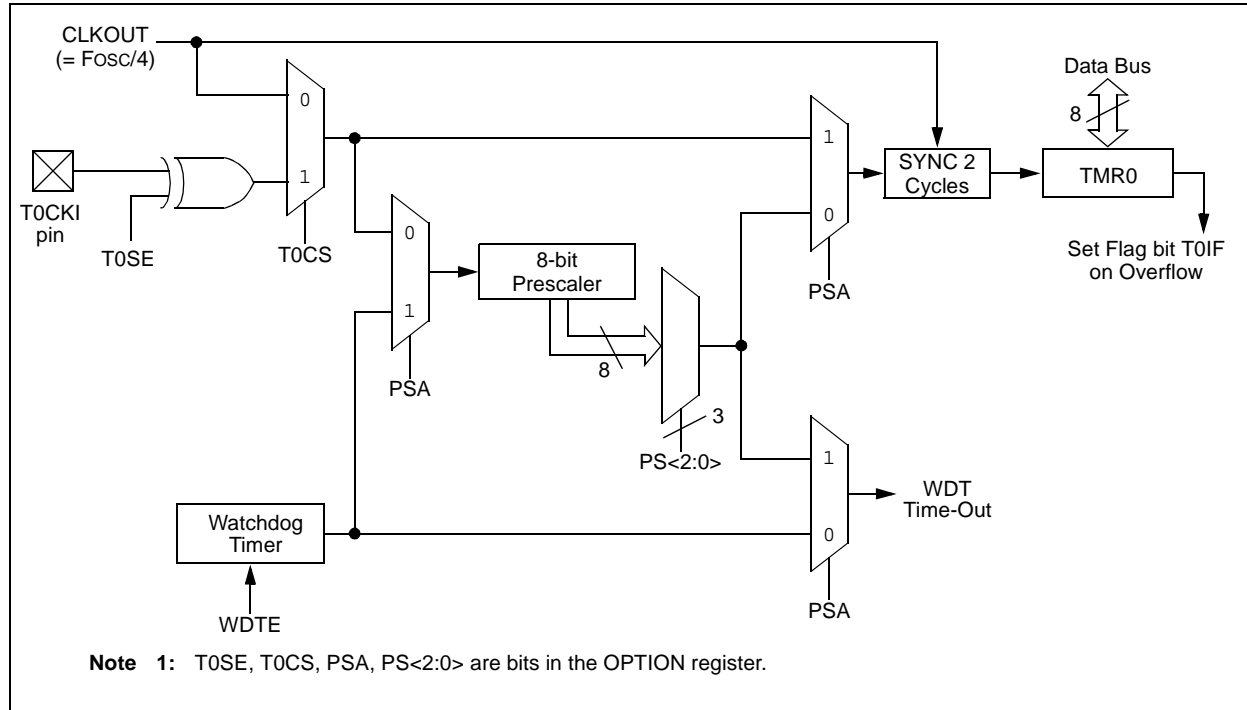 CLKOUT
(= FOSC/4)
0
1
T0CKI
pin
T0SE
T0CS
0
1
PSA
8-bit
Prescaler
8
3
PS<2:0>
1
0
PSA
SYNC 2
Cycles
Data Bus
8
TMR0
Set Flag bit T0IF
on Overflow
Watchdog
Timer
WDTE
1
0
PSA
WDT
Time-Out
Note 1: T0SE, T0CS, PSA, PS<2:0> are bits in the OPTION register.